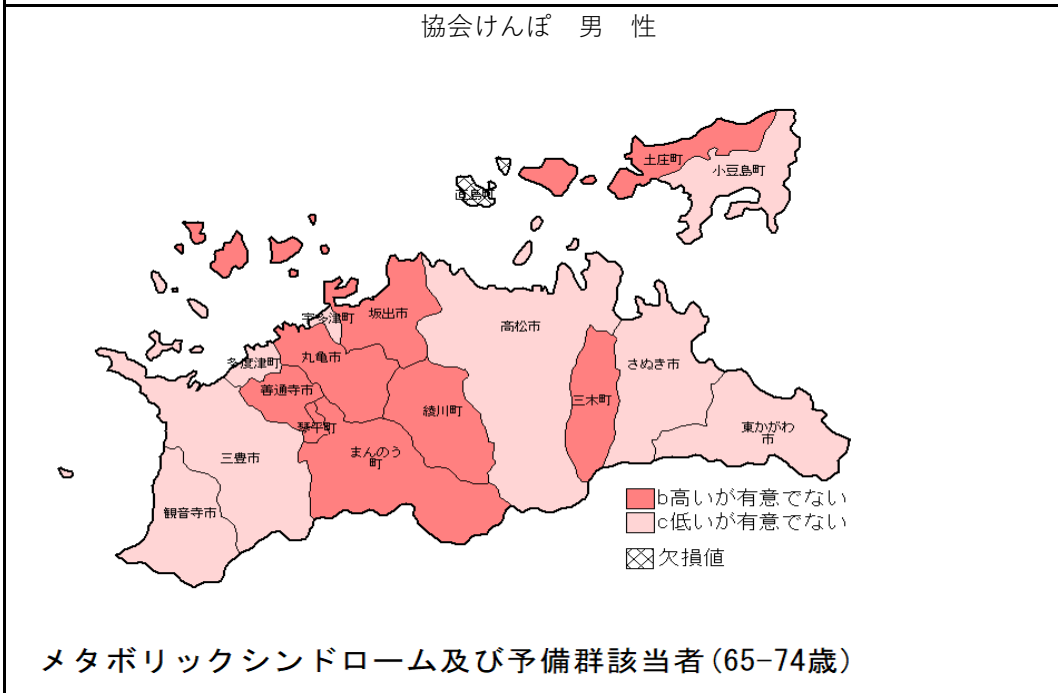 協会けんぽ 男 性
土庄町
小豆島町
直島町
坂出市
宇多津町
高松市
丸亀市
多度津町
さぬき市
善通寺市
三木町
綾川町
琴平町
東かがわ
市
まんのう
町
三豊市
観音寺市
b高いが有意でない
c低いが有意でない
欠損値
メタボリックシンドローム及び予備群該当者(65-74歳)